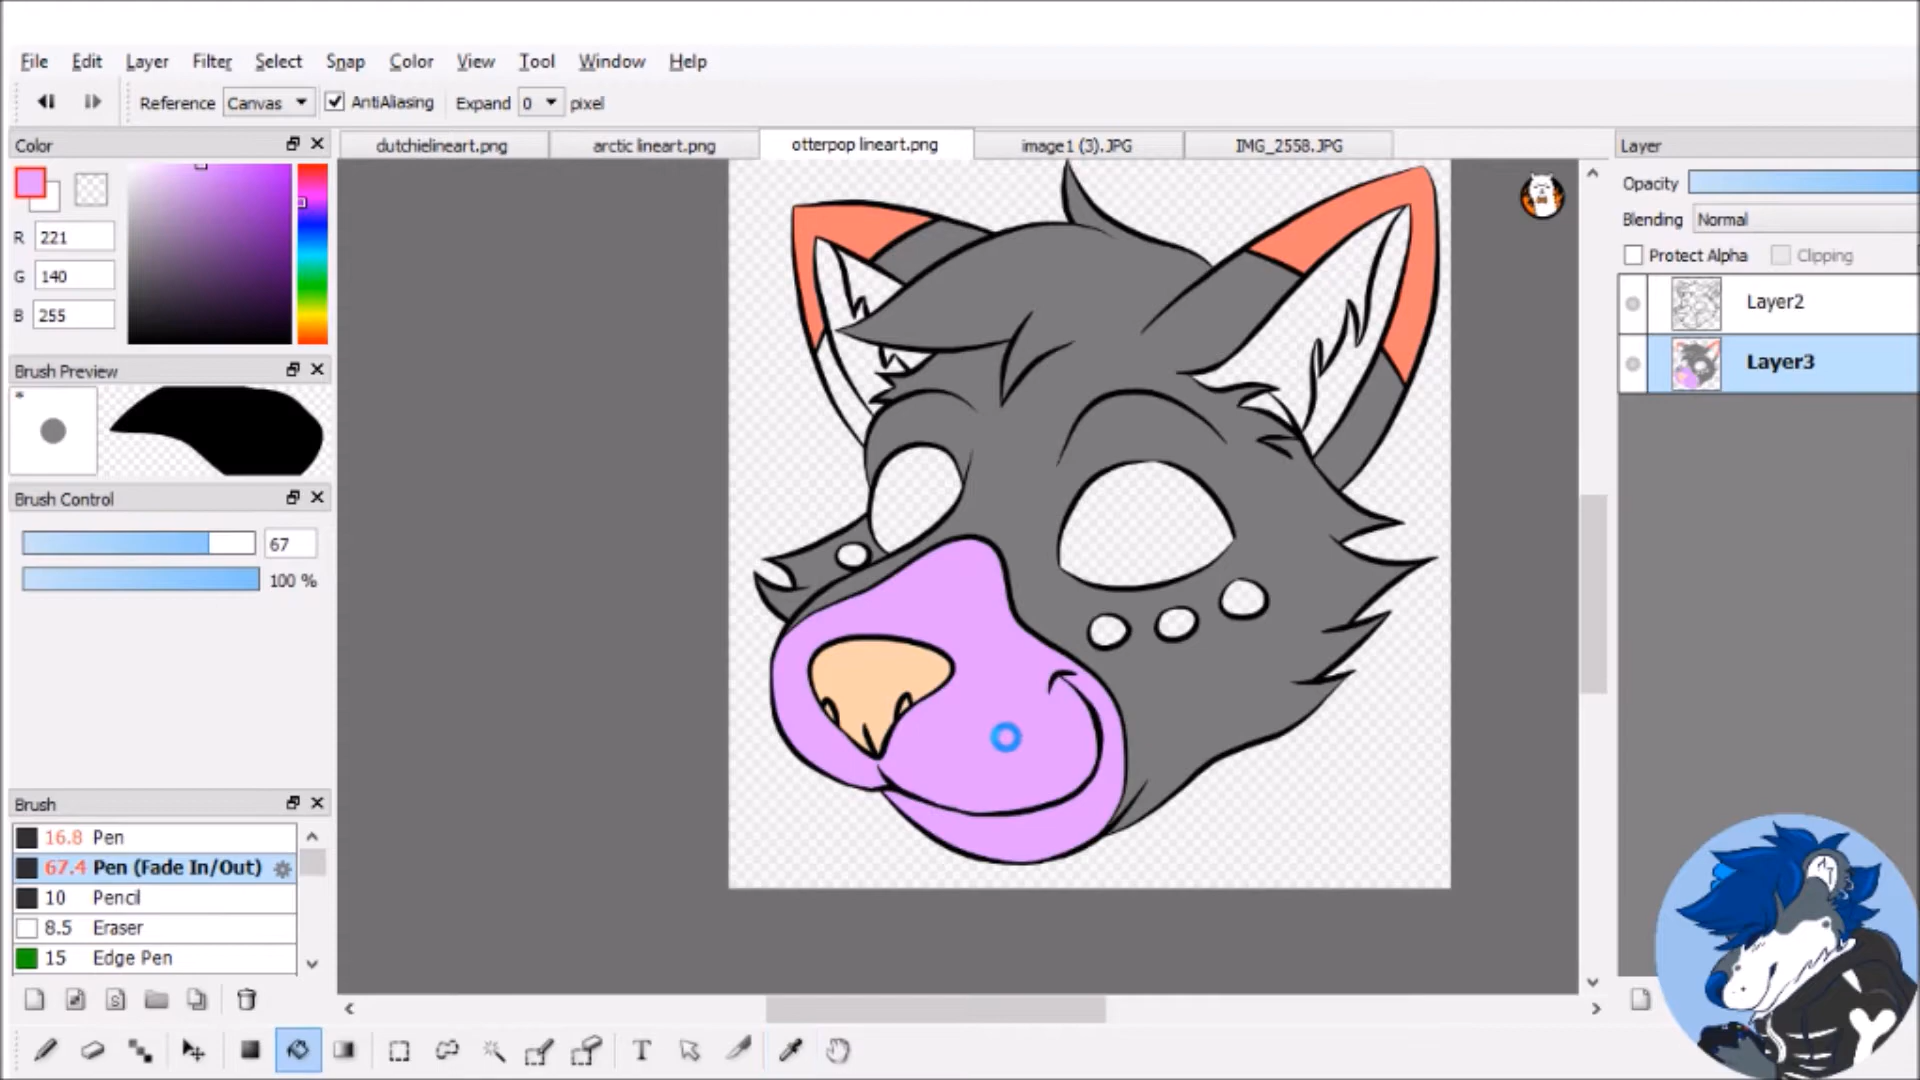 File Edit Layer Filter Select Snap Color View Tool Window Help
Reference Canvas AntiAliasing Expand 0 pixel
Color
dutchielineart.png arctic lineart.png otterpop lineart.png image1 (3).JPG IMG_2558.JPG
Layer
R 221
G 140
B 255
Opacity
Blending Normal
Protect Alpha Clipping
Layer2
Layer3
Brush Preview
*
Brush Control
67
100 %
Brush
16.8 Pen
67.4 Pen (Fade In/Out)
10 Pencil
8.5 Eraser
15 Edge Pen
S
T